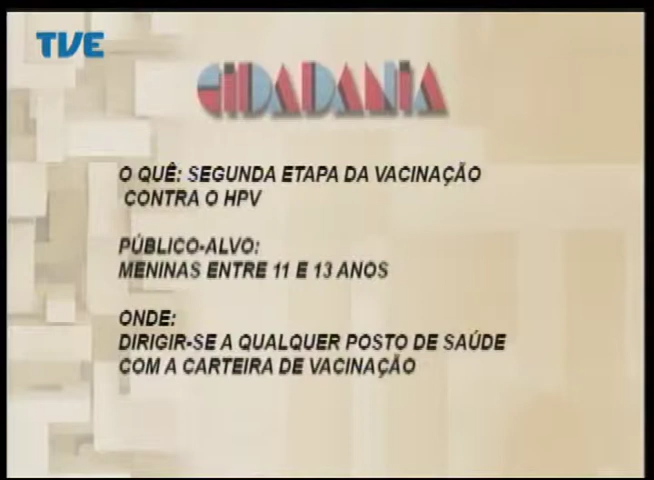 TVE
CIDADANIA
O QUÊ: SEGUNDA ETAPA DA VACINAÇÃO
CONTRA O HPV
PÚBLICO-ALVO:
MENINAS ENTRE 11 E 13 ANOS
ONDE:
DIRIGIR-SE A QUALQUER POSTO DE SAÚDE
COM A CARTEIRA DE VACINAÇÃO